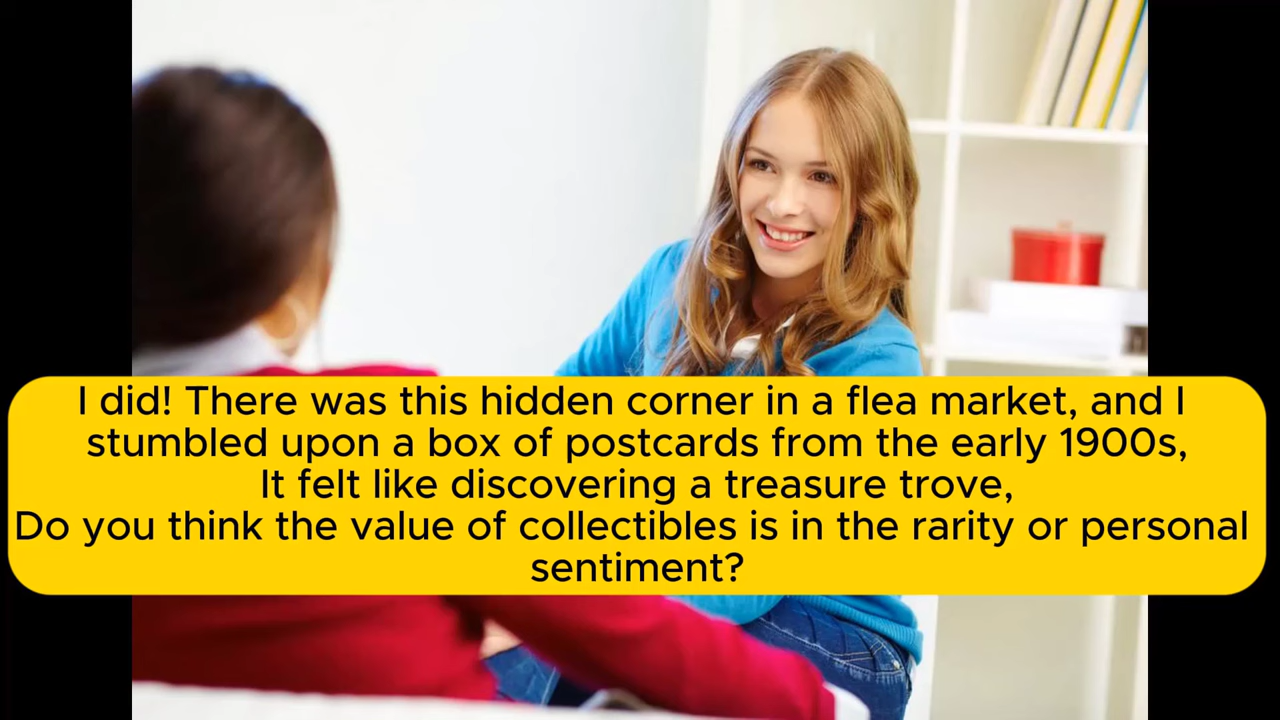 I did! There was this hidden corner in a flea market, and I
stumbled upon a box of postcards from the early 1900s,
It felt like discovering a treasure trove,
Do you think the value of collectibles is in the rarity or personal
sentiment?